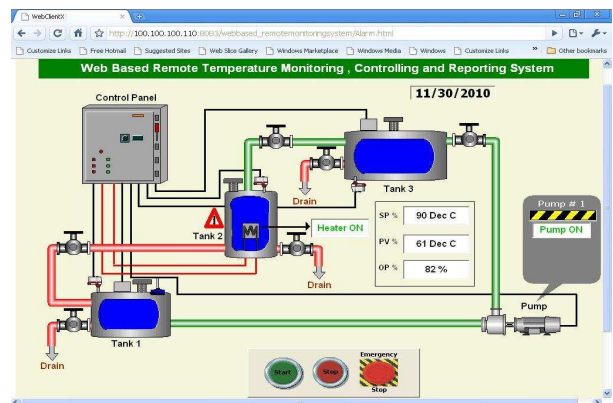 WebClientX
http://100.100.100.110:8080/webbased_remotemonitoringsystem/Alarm.html
Customize Links Free Hotmail Suggested Sites Web Slice Gallery Windows Marketplace Windows Media Windows Customize Links » Other bookmarks
Web Based Remote Temperature Monitoring , Controlling and Reporting System
11/30/2010
Control Panel
Tank 3
Drain
SP % 90 Dec C
PV % 61 Dec C
OP % 82 %
Pump # 1
Pump ON
Heater ON
Tank 2
Drain
Pump
Tank 1
Drain
Start
Stop
Emergency
Stop